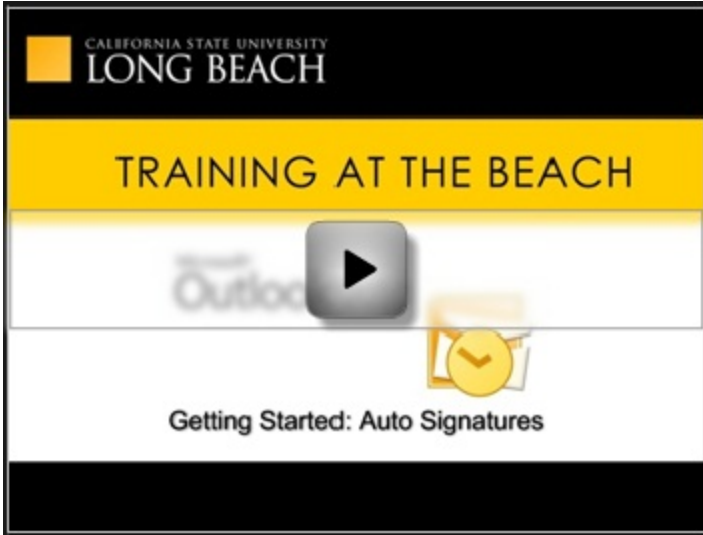 CALIFORNIA STATE UNIVERSITY
LONG BEACH
TRAINING AT THE BEACH
Getting Started: Auto Signatures